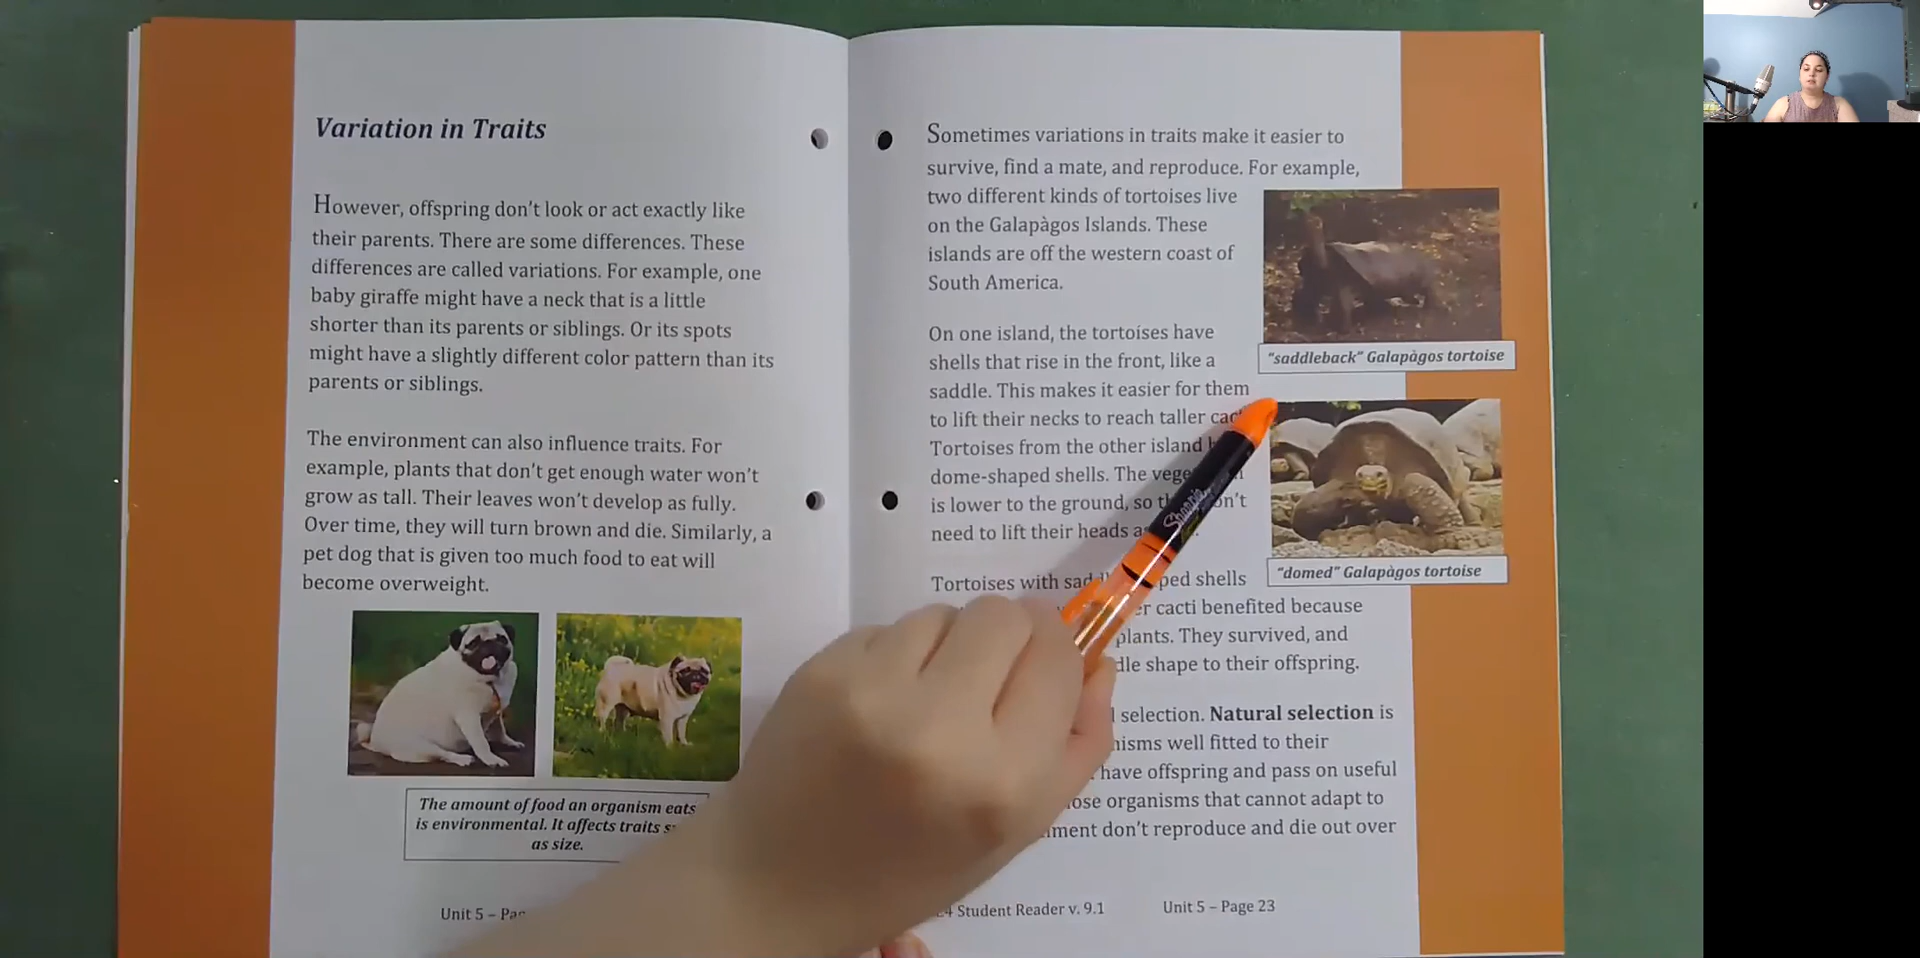 Variation in Traits
However, offspring don't look or act exactly like
their parents. There are some differences. These
differences are called variations. For example, one
baby giraffe might have a neck that is a little
shorter than its parents or siblings. Or its spots
might have a slightly different color pattern than its
parents or siblings.
The environment can also influence traits. For
example, plants that don't get enough water won't
grow as tall. Their leaves won't develop as fully.
Over time, they will turn brown and die. Similarly, a
pet dog that is given too much food to eat will
become overweight.
The amount of food an organism eats
is environmental. It affects traits
as size.
Unit 5 –
Sometimes variations in traits make it easier to
survive, find a mate, and reproduce. For example,
two different kinds of tortoises live
on the Galapàgos Islands. These
islands are off the western coast of
South America.
"saddleback" Galapàgos tortoise
On one island, the tortoises have
shells that rise in the front, like a
saddle. This makes it easier for them
to lift their necks to reach taller
Tortoises from the other island
dome-shaped shells. The
is lower to the ground, so
need to lift their heads
"domed" Galapàgos tortoise
Sharpie
Tortoises with shells
cacti benefited because
plants. They survived, and
shape to their offspring.
selection. Natural selection is
well fitted to their
have offspring and pass on useful
organisms that cannot adapt to
don't reproduce and die out over
Student Reader v. 9.1
Unit 5 – Page 23